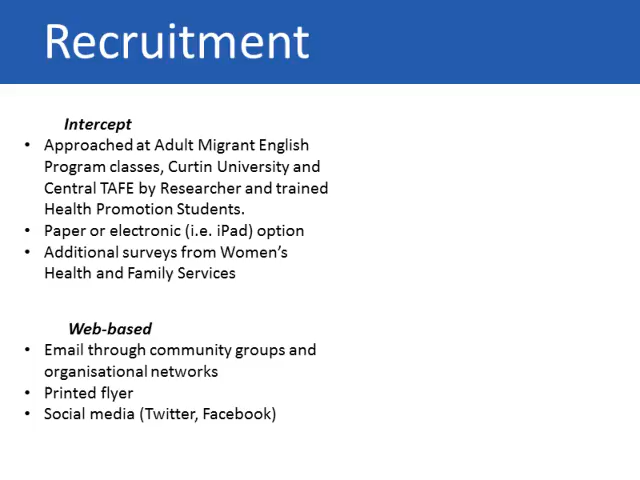 Recruitment
Intercept
• Approached at Adult Migrant English
Program classes, Curtin University and
Central TAFE by Researcher and trained
Health Promotion Students.
• Paper or electronic (i.e. iPad) option
• Additional surveys from Women’s
Health and Family Services
Web-based
• Email through community groups and
organisational networks
• Printed flyer
• Social media (Twitter, Facebook)